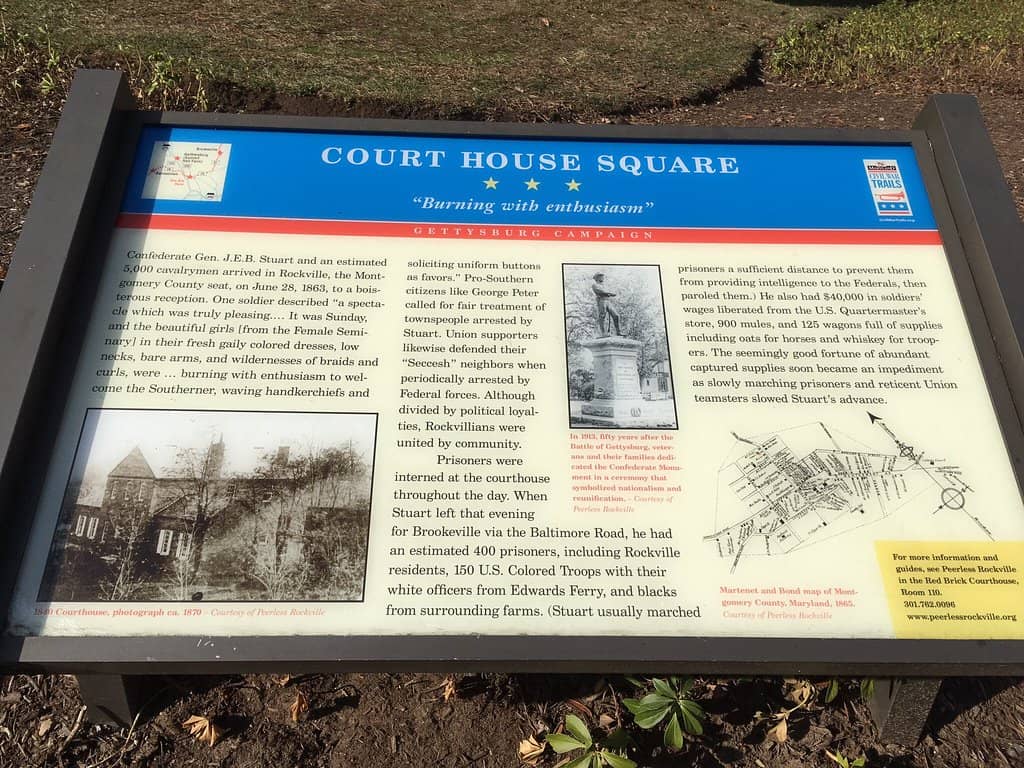 COURT HOUSE SQUARE
"Burning with enthusiasm"
GETTYSBURG CAMPAIGN
CIVIL WAR
TRAILS
Confederate Gen. J.E.B. Stuart and an estimated
5,000 cavalrymen arrived in Rockville, the Mont-
gomery County seat, on June 28, 1863, to a bois-
terous reception. One soldier described "a specta-
cle which was truly pleasing.... It was Sunday,
and the beautiful girls [from the Female Semi-
nary] in their fresh gaily colored dresses, low
necks, bare arms, and wildernesses of braids and
curls, were ... burning with enthusiasm to wel-
come the Southerner, waving handkerchiefs and
1840 Courthouse, photograph ca. 1870 – Courtesy of Peerless Rockville
soliciting uniform buttons
as favors." Pro-Southern
citizens like George Peter
called for fair treatment of
townspeople arrested by
Stuart. Union supporters
likewise defended their
"Seccesh" neighbors when
periodically arrested by
Federal forces. Although
divided by political loyal-
ties, Rockvillians were
united by community.
Prisoners were
interned at the courthouse
throughout the day. When
Stuart left that evening
for Brookeville via the Baltimore Road, he had
an estimated 400 prisoners, including Rockville
residents, 150 U.S. Colored Troops with their
white officers from Edwards Ferry, and blacks
from surrounding farms. (Stuart usually marched
In 1913, fifty years after the
Battle of Gettysburg, veter-
ans and their families dedi-
cated the Confederate Monu-
ment in a ceremony that
symbolized nationalism and
reunification. – Courtesy of
Peerless Rockville
prisoners a sufficient distance to prevent them
from providing intelligence to the Federals, then
paroled them.) He also had $40,000 in soldiers'
wages liberated from the U.S. Quartermaster's
store, 900 mules, and 125 wagons full of supplies
including oats for horses and whiskey for troop-
ers. The seemingly good fortune of abundant
captured supplies soon became an impediment
as slowly marching prisoners and reticent Union
teamsters slowed Stuart's advance.
Martenet and Bond map of Mont-
gomery County, Maryland, 1865.
Courtesy of Peerless Rockville
For more information and
guides, see Peerless Rockville
in the Red Brick Courthouse,
Room 110.
301.762.0096
www.peerlessrockville.org